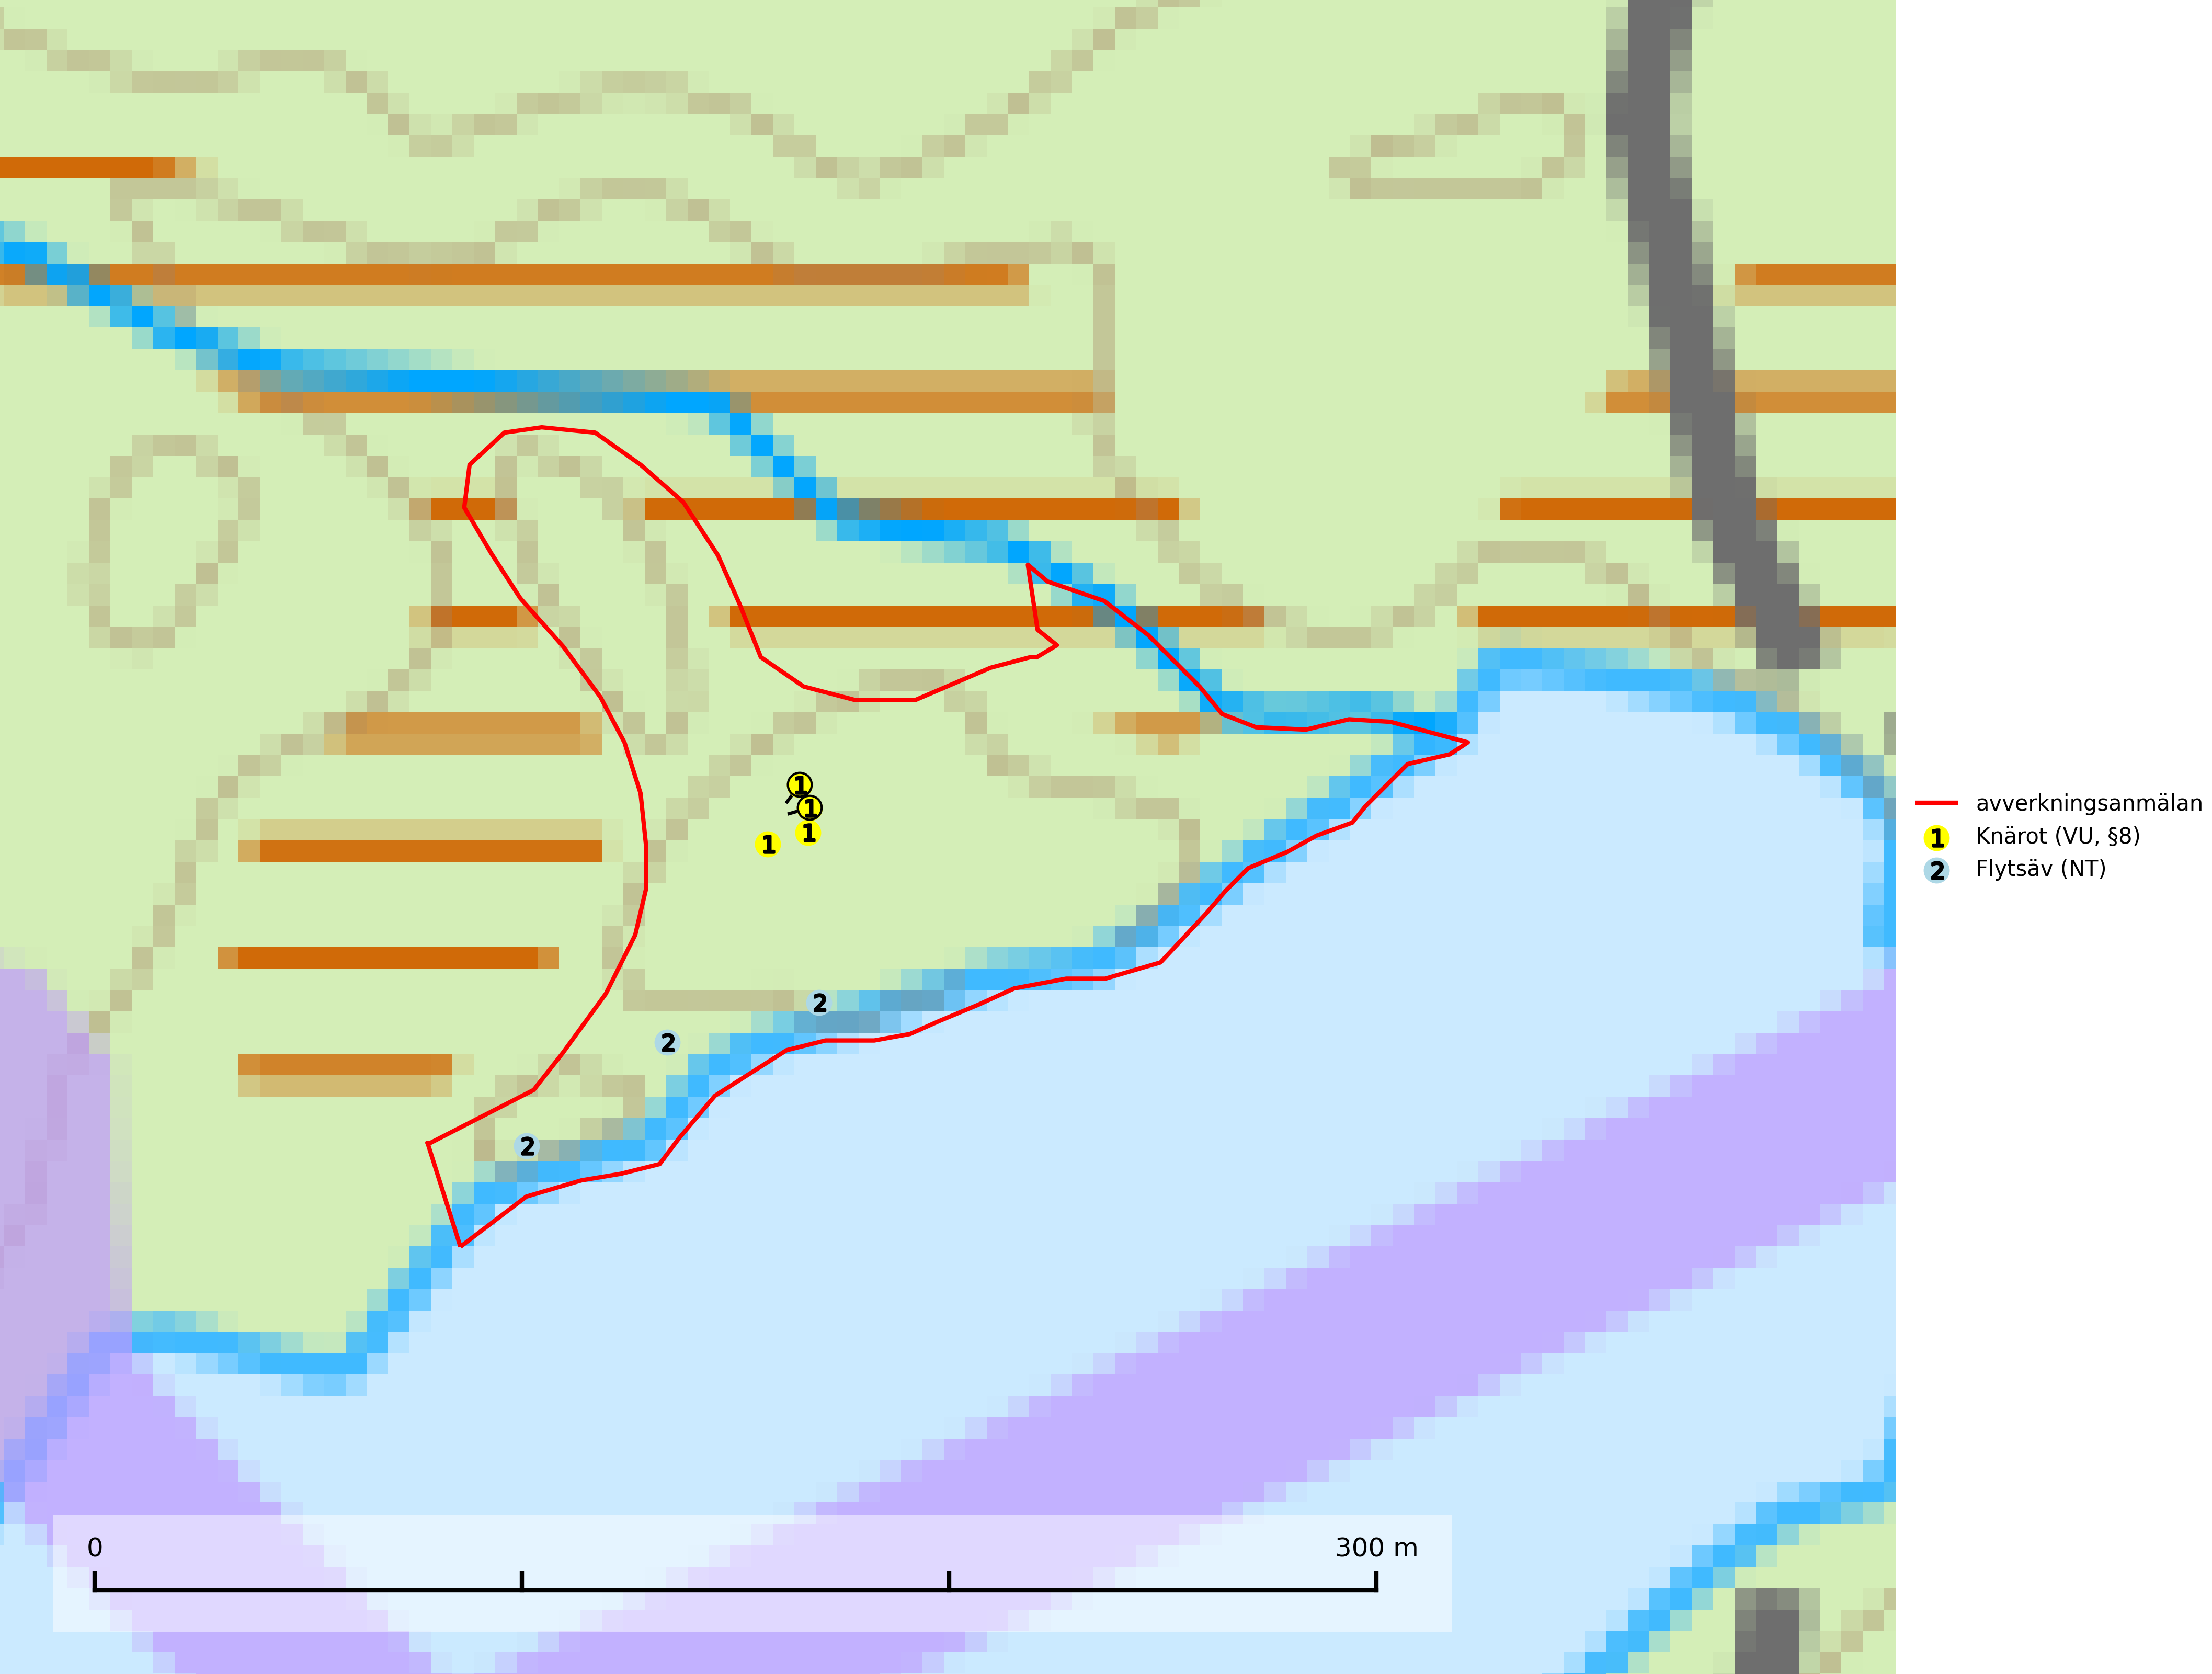 1
1
1
1
2
2
2
0
300 m
avverkningsanmälan
1 Knärot (VU, §8)
2 Flytsäv (NT)